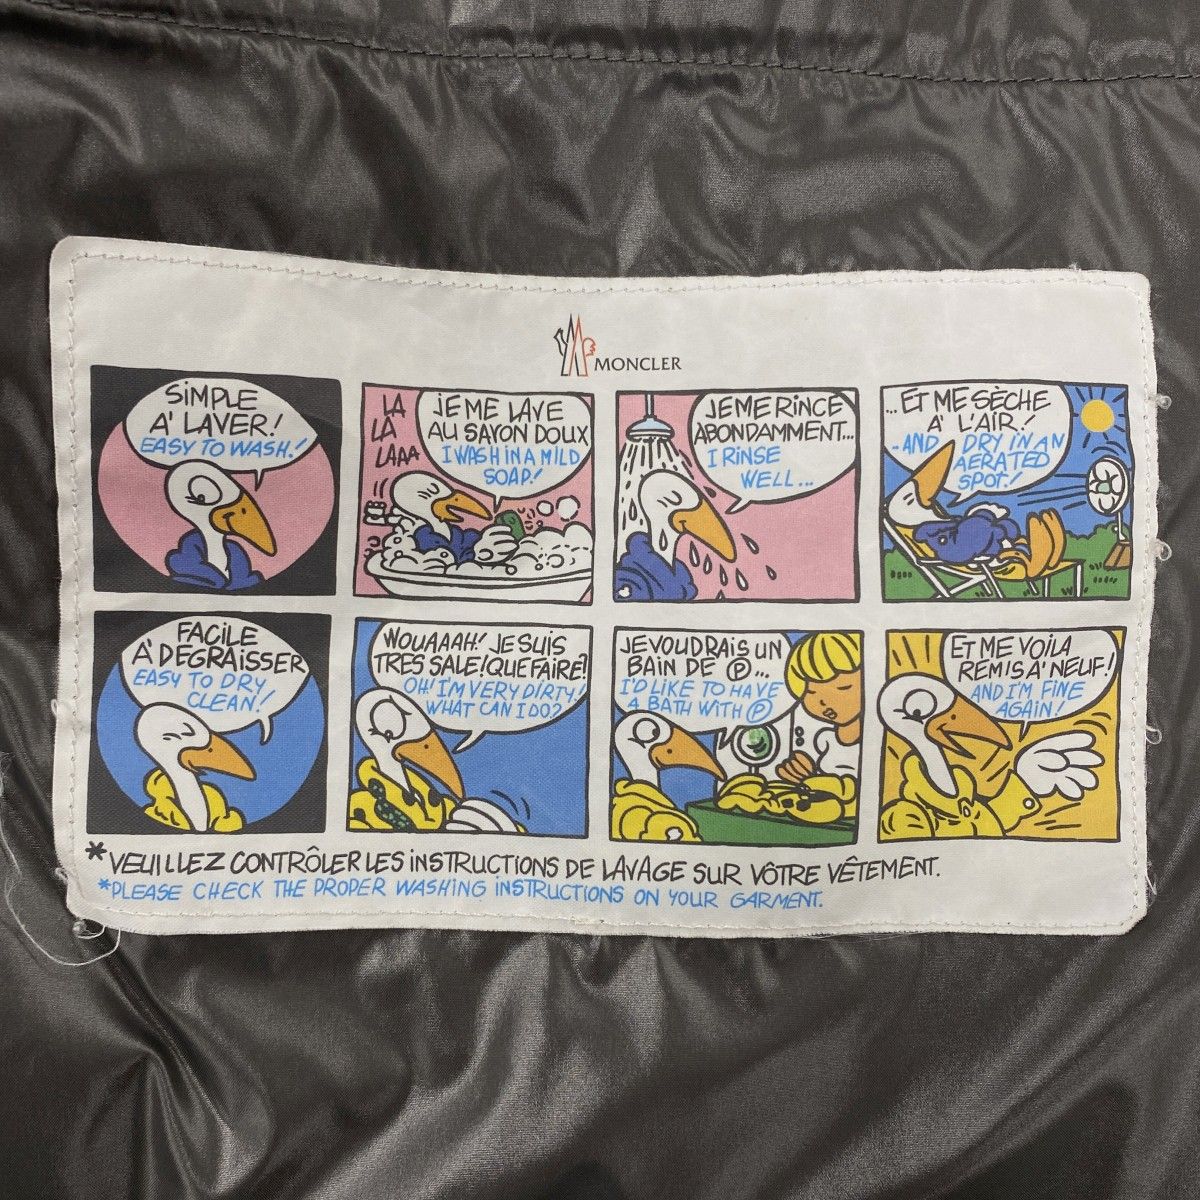 MONCLER
SIMPLE
A' LAVER!
EASY TO WASH!
LA
LA
LAAA
JE ME LAVE
AU SAVON DOUX
I WASH IN A MILD
SOAP!
JE ME RINCE
ABONDAMMENT...
I RINSE
WELL...
...ET ME SÈCHE
A' L'AIR!
-AND DRY IN AN
AERATED
SPOT!
FACILE
A' DÉGRAISSER
EASY TO DRY
CLEAN!
WOUAAAH! JE SUIS
TRES SALE! QUE FAIRE?
OH! I'M VERY DIRTY!
WHAT CAN I DO?
JE VOUDRAIS UN
BAIN DE Ⓟ...
I'D LIKE TO HAVE
A BATH WITH Ⓟ
ET ME VOILA
REMIS A' NEUF!
AND I'M FINE
AGAIN!
*VEUILLEZ CONTRÔLER LES INSTRUCTIONS DE LAVAGE SUR VÔTRE VÊTEMENT.
*PLEASE CHECK THE PROPER WASHING INSTRUCTIONS ON YOUR GARMENT.